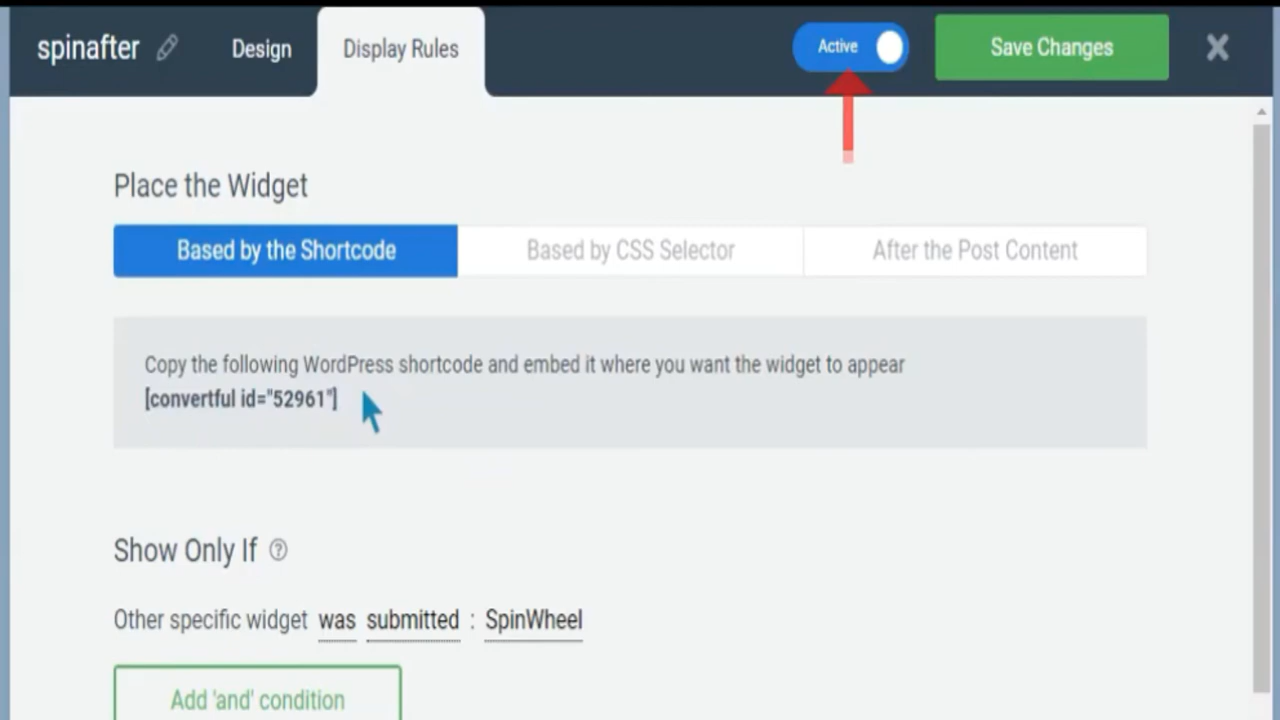 spinafter Design Display Rules Active Save Changes
Place the Widget
Based by the Shortcode Based by CSS Selector After the Post Content
Copy the following WordPress shortcode and embed it where you want the widget to appear
[convertful id="52961"]
Show Only If ?
Other specific widget was submitted : SpinWheel
Add 'and' condition